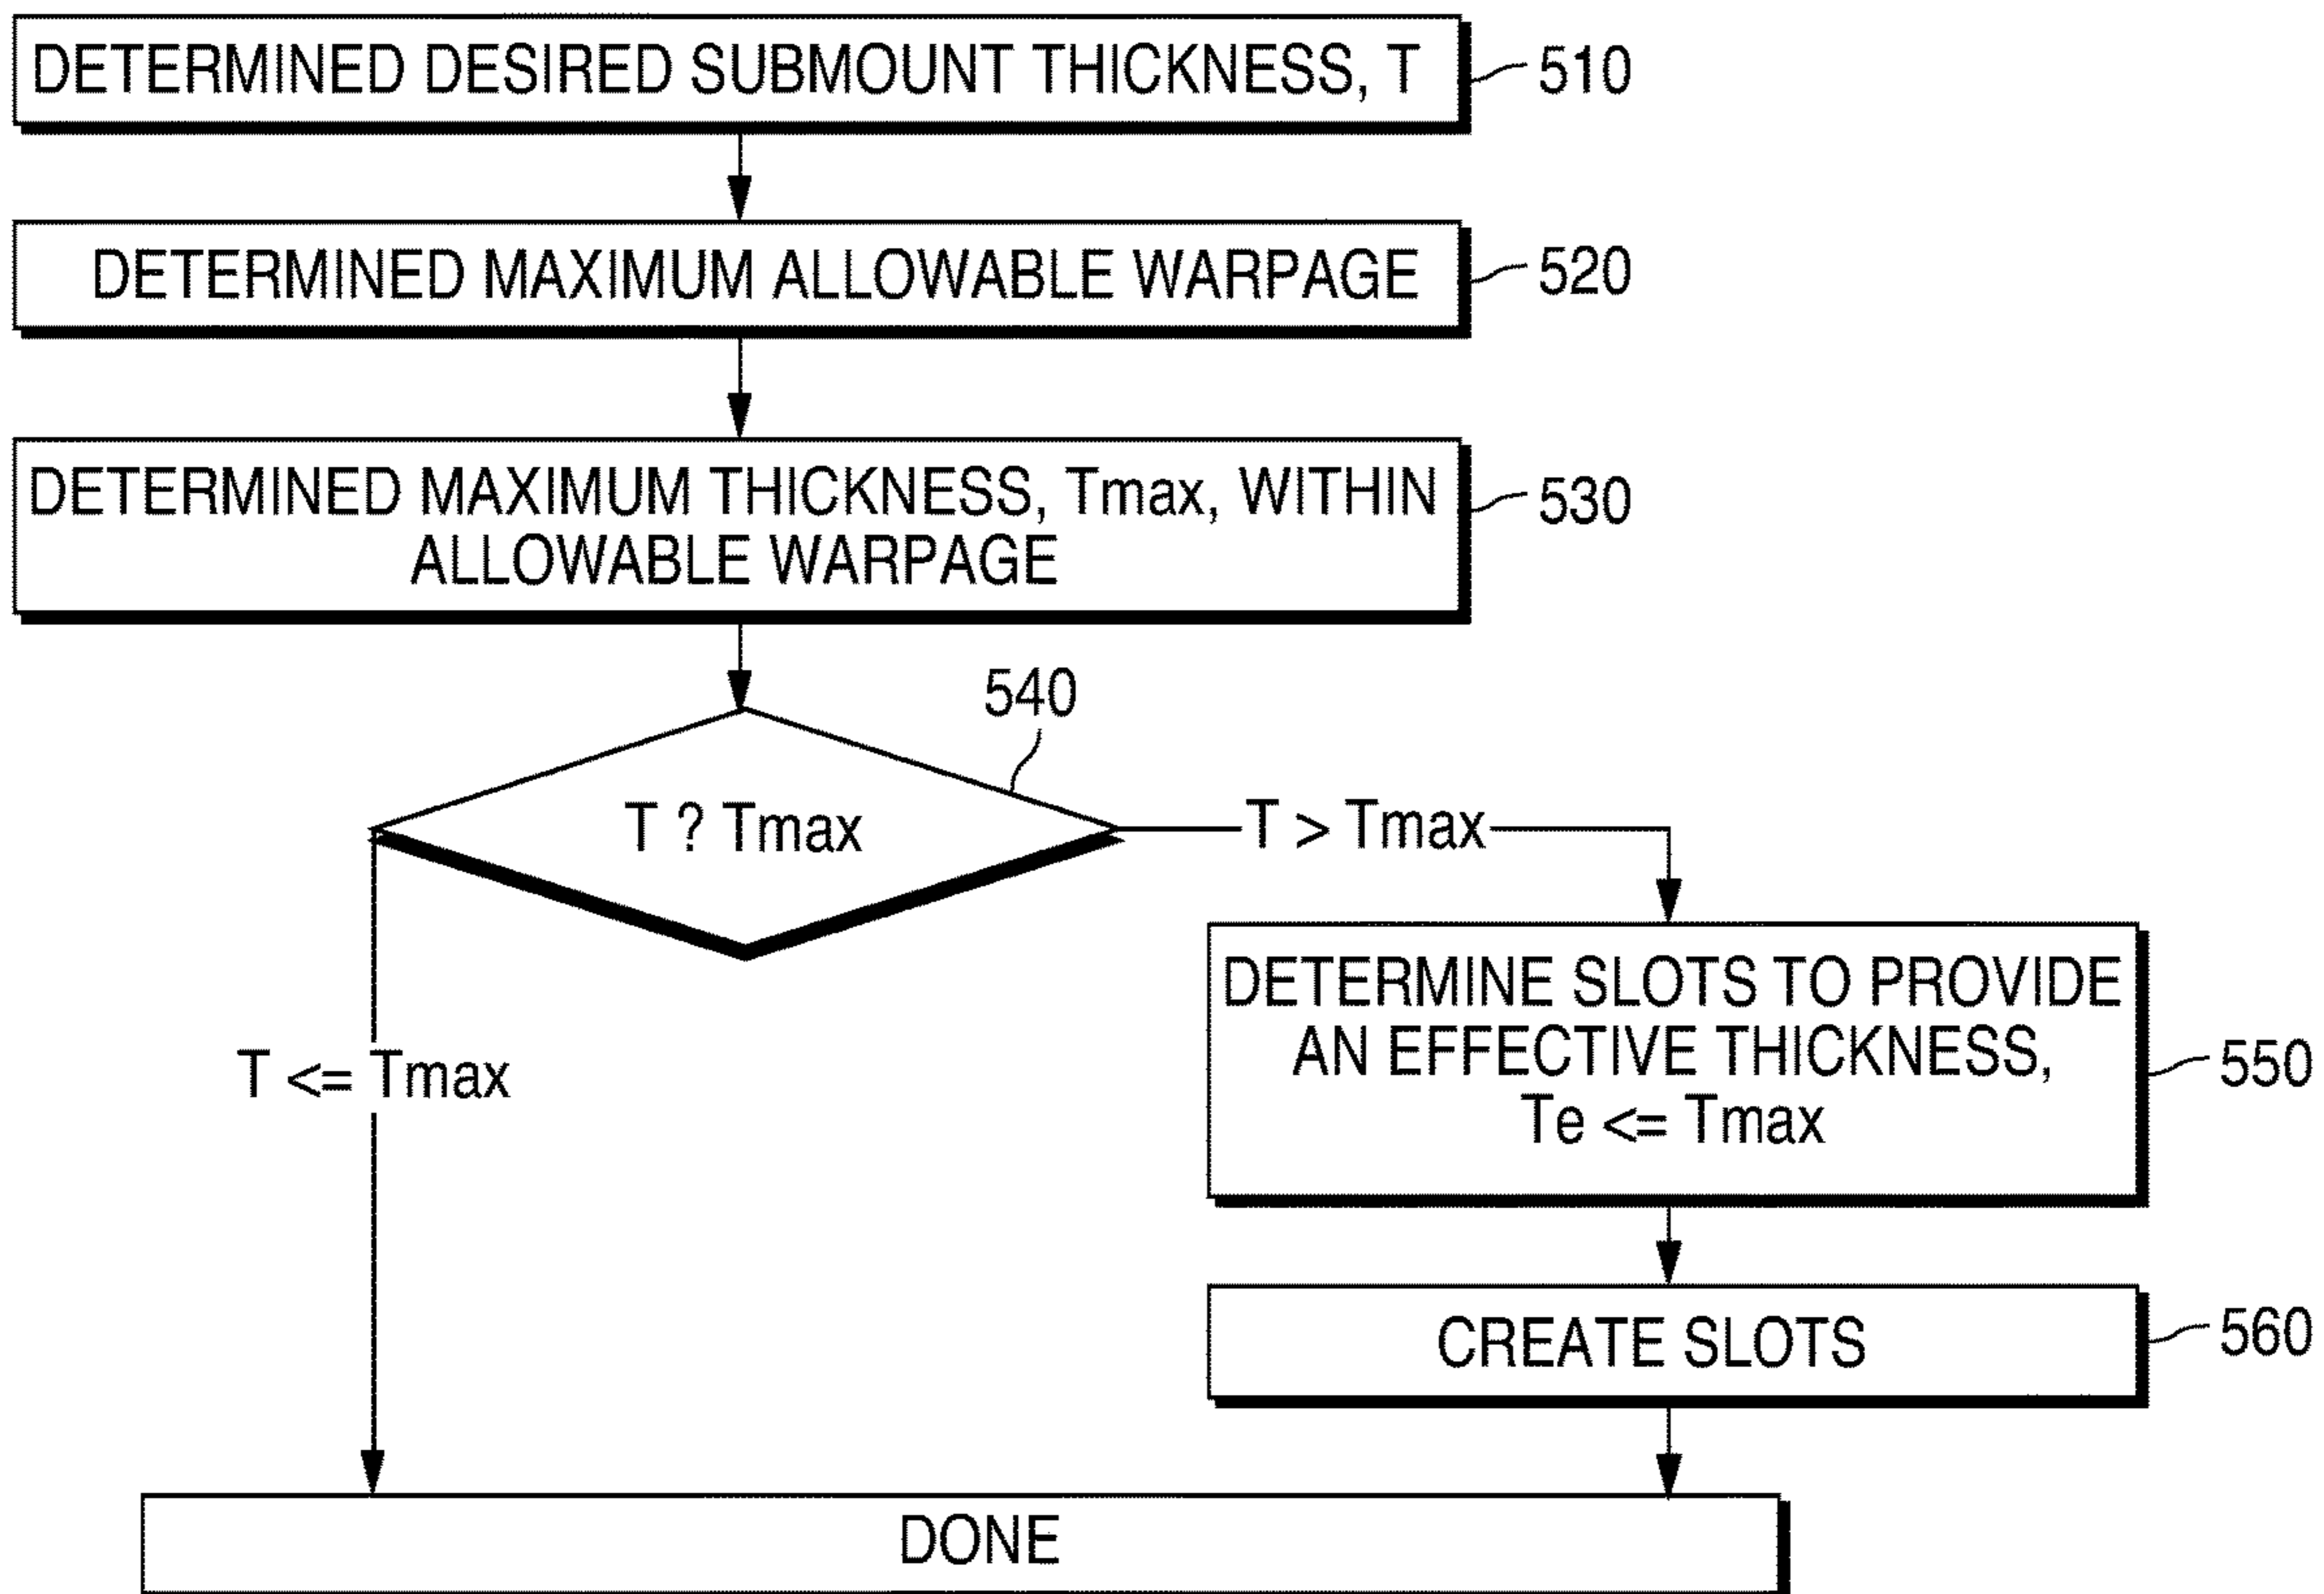 DETERMINED DESIRED SUBMOUNT THICKNESS, T
510
DETERMINED MAXIMUM ALLOWABLE WARPAGE
520
DETERMINED MAXIMUM THICKNESS, Tmax, WITHIN
ALLOWABLE WARPAGE
530
540
T ? Tmax
T > Tmax
T <= Tmax
DETERMINE SLOTS TO PROVIDE
AN EFFECTIVE THICKNESS,
Te <= Tmax
550
CREATE SLOTS
560
DONE